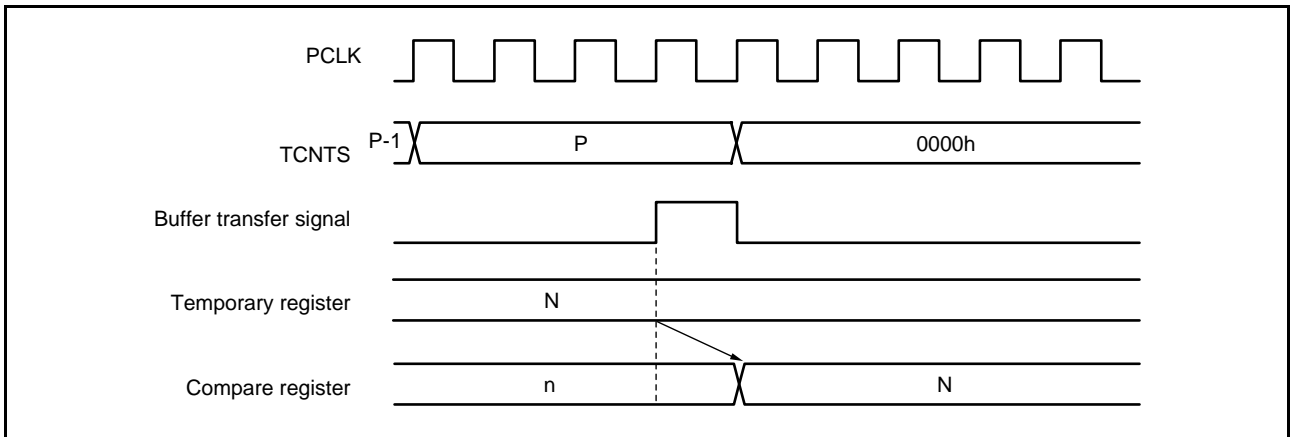 PCLK
TCNTS P-1 P 0000h
Buffer transfer signal
Temporary register N
Compare register n N